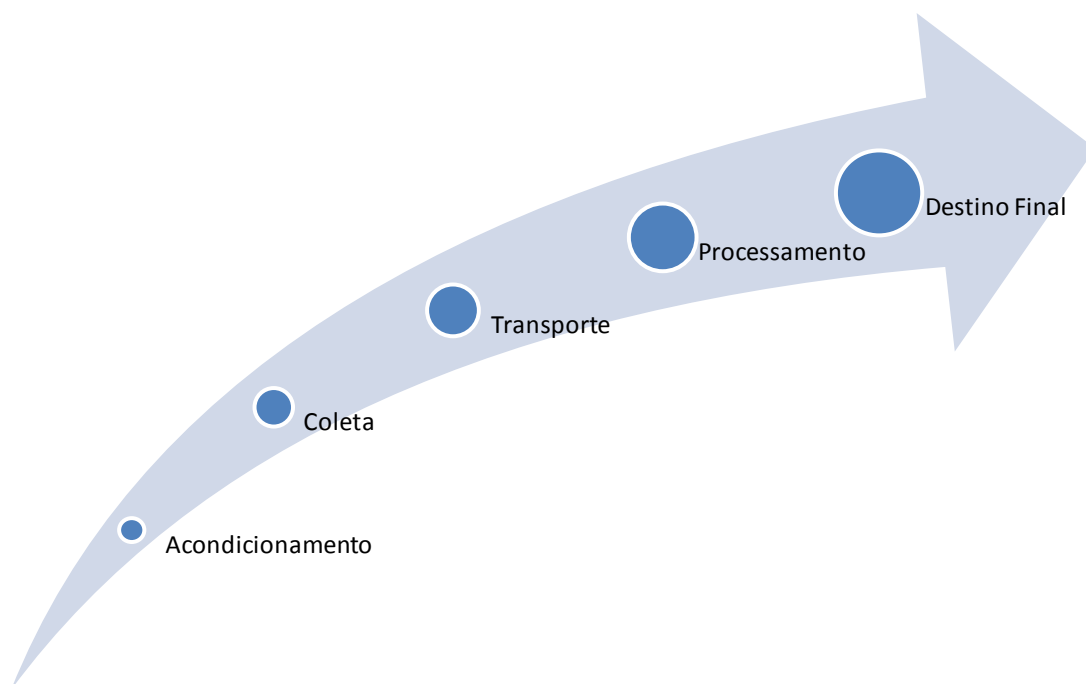 Destino Final
Processamento
Transporte
Coleta
Acondicionamento